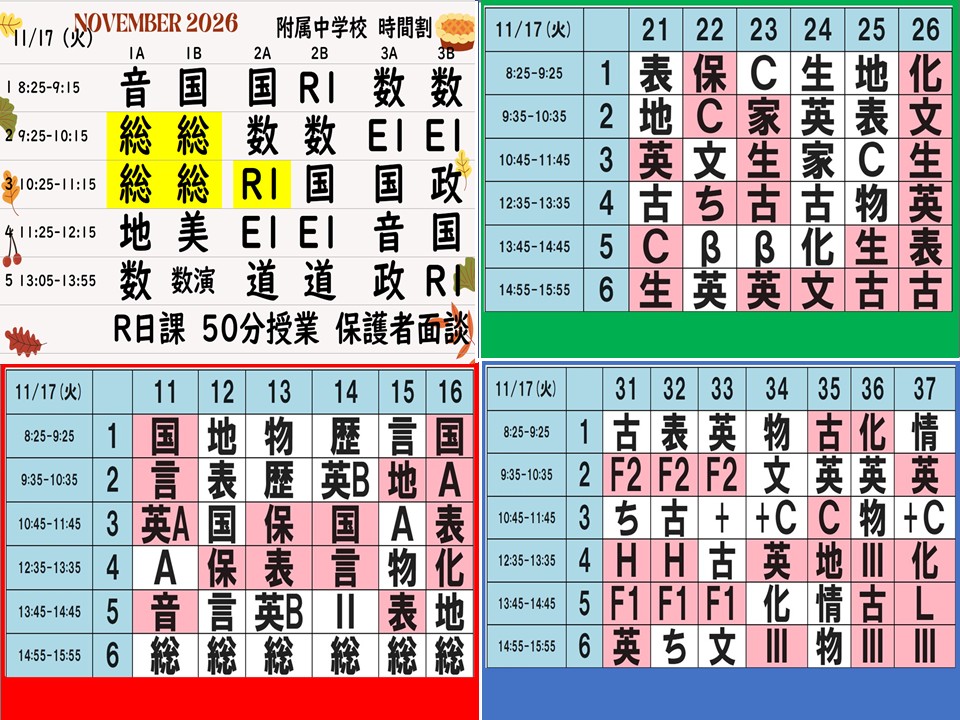 NOVEMBER 2026
11/17 (火) 附属中学校 時間割
1A 1B 2A 2B 3A 3B
1 8:25-9:15 音 国 国 R1 数 数
2 9:25-10:15 総 総 数 数 E1 E1
3 10:25-11:15 総 総 R1 国 国 政
4 11:25-12:15 地 美 E1 E1 音 国
5 13:05-13:55 数 数演 道 道 政 R1
R日課 50分授業 保護者面談
11/17(火) 21 22 23 24 25 26
8:25-9:25 1 表 保 C 生 地 化
9:35-10:35 2 地 C 家 英 表 文
10:45-11:45 3 英 文 生 家 C 生
12:35-13:35 4 古 ち 古 古 物 英
13:45-14:45 5 C β β 化 生 表
14:55-15:55 6 生 英 英 文 古 古
11/17(火) 11 12 13 14 15 16
8:25-9:25 1 国 地 物 歴 言 国
9:35-10:35 2 言 表 歴 英B 地 A
10:45-11:45 3 英A 国 保 国 A 表
12:35-13:35 4 A 保 表 言 物 化
13:45-14:45 5 音 言 英B II 表 地
14:55-15:55 6 総 総 総 総 総 総
11/17(火) 31 32 33 34 35 36 37
8:25-9:25 1 古 表 英 物 古 化 情
9:35-10:35 2 F2 F2 F2 文 英 英 英
10:45-11:45 3 ち 古 + +C C 物 +C
12:35-13:35 4 H H 古 英 地 III 化
13:45-14:45 5 F1 F1 F1 化 情 古 L
14:55-15:55 6 英 ち 文 III 物 III III